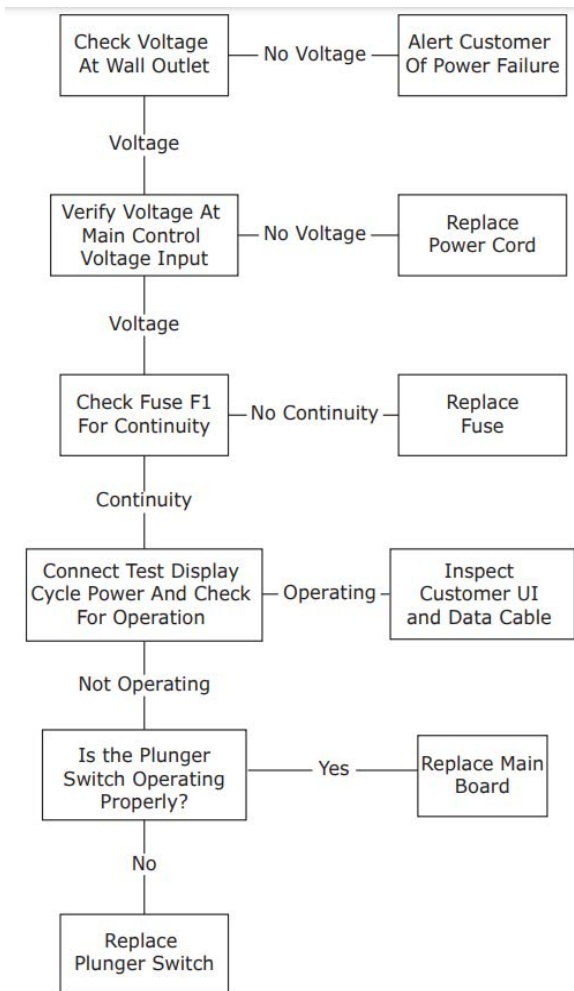 Check Voltage
At Wall Outlet
No Voltage
Alert Customer
Of Power Failure
Voltage
Verify Voltage At
Main Control
Voltage Input
No Voltage
Replace
Power Cord
Voltage
Check Fuse F1
For Continuity
No Continuity
Replace
Fuse
Continuity
Connect Test Display
Cycle Power And Check
For Operation
Operating
Inspect
Customer UI
and Data Cable
Not Operating
Is the Plunger
Switch Operating
Properly?
Yes
Replace Main
Board
No
Replace
Plunger Switch